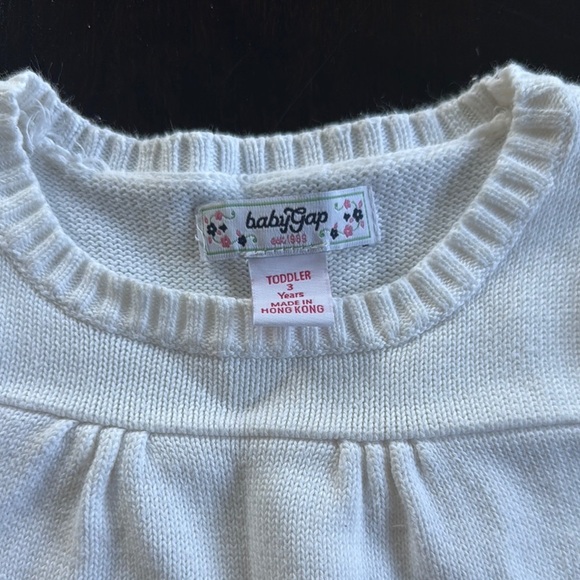 babyGap
est.1969
TODDLER
3
Years
MADE IN
HONG KONG